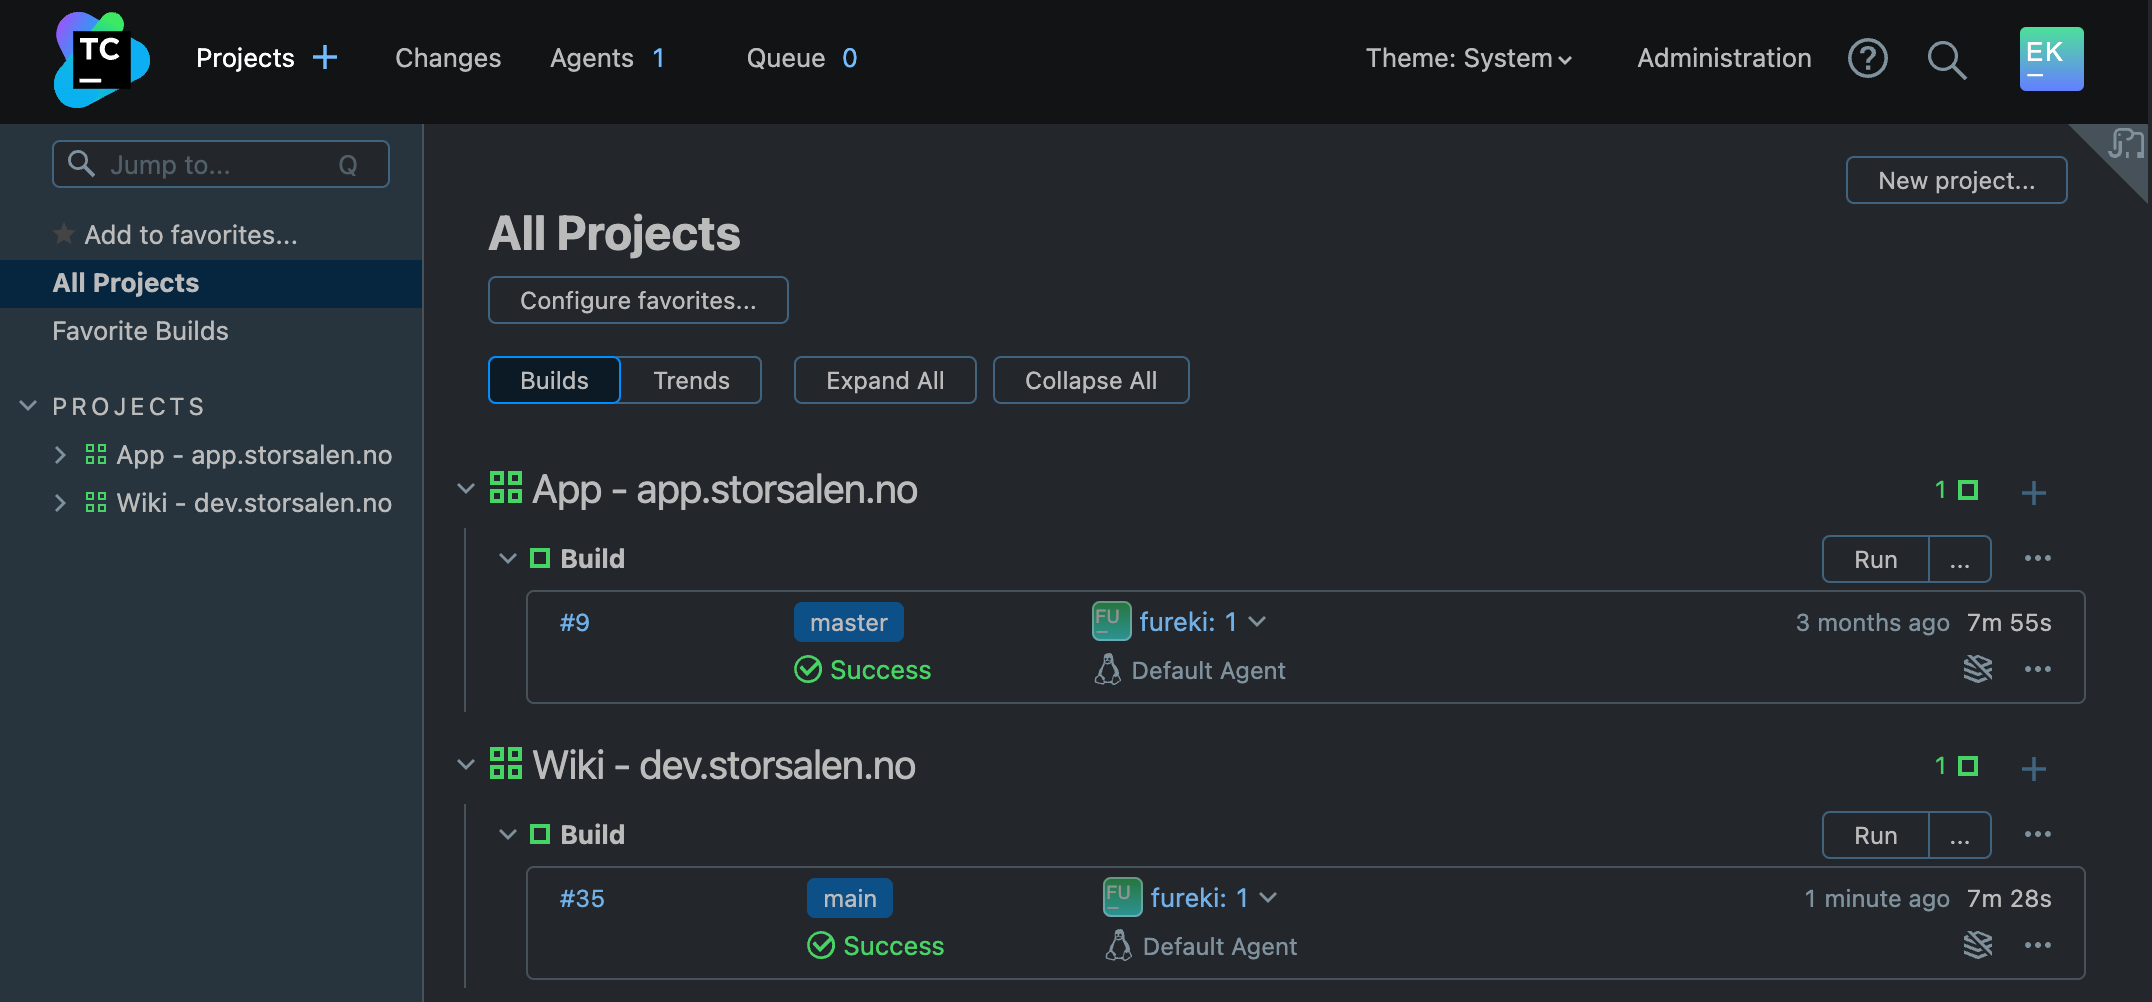 TC
Projects
Changes
Agents 1
Queue 0
Theme: System
Administration
EK
Jump to... Q
Add to favorites...
All Projects
Favorite Builds
PROJECTS
App - app.storsalen.no
Wiki - dev.storsalen.no
New project...
All Projects
Configure favorites...
Builds Trends Expand All Collapse All
App - app.storsalen.no 1
Build Run ...
#9 master FU fureki: 1 3 months ago 7m 55s
Success Default Agent
Wiki - dev.storsalen.no 1
Build Run ...
#35 main FU fureki: 1 1 minute ago 7m 28s
Success Default Agent